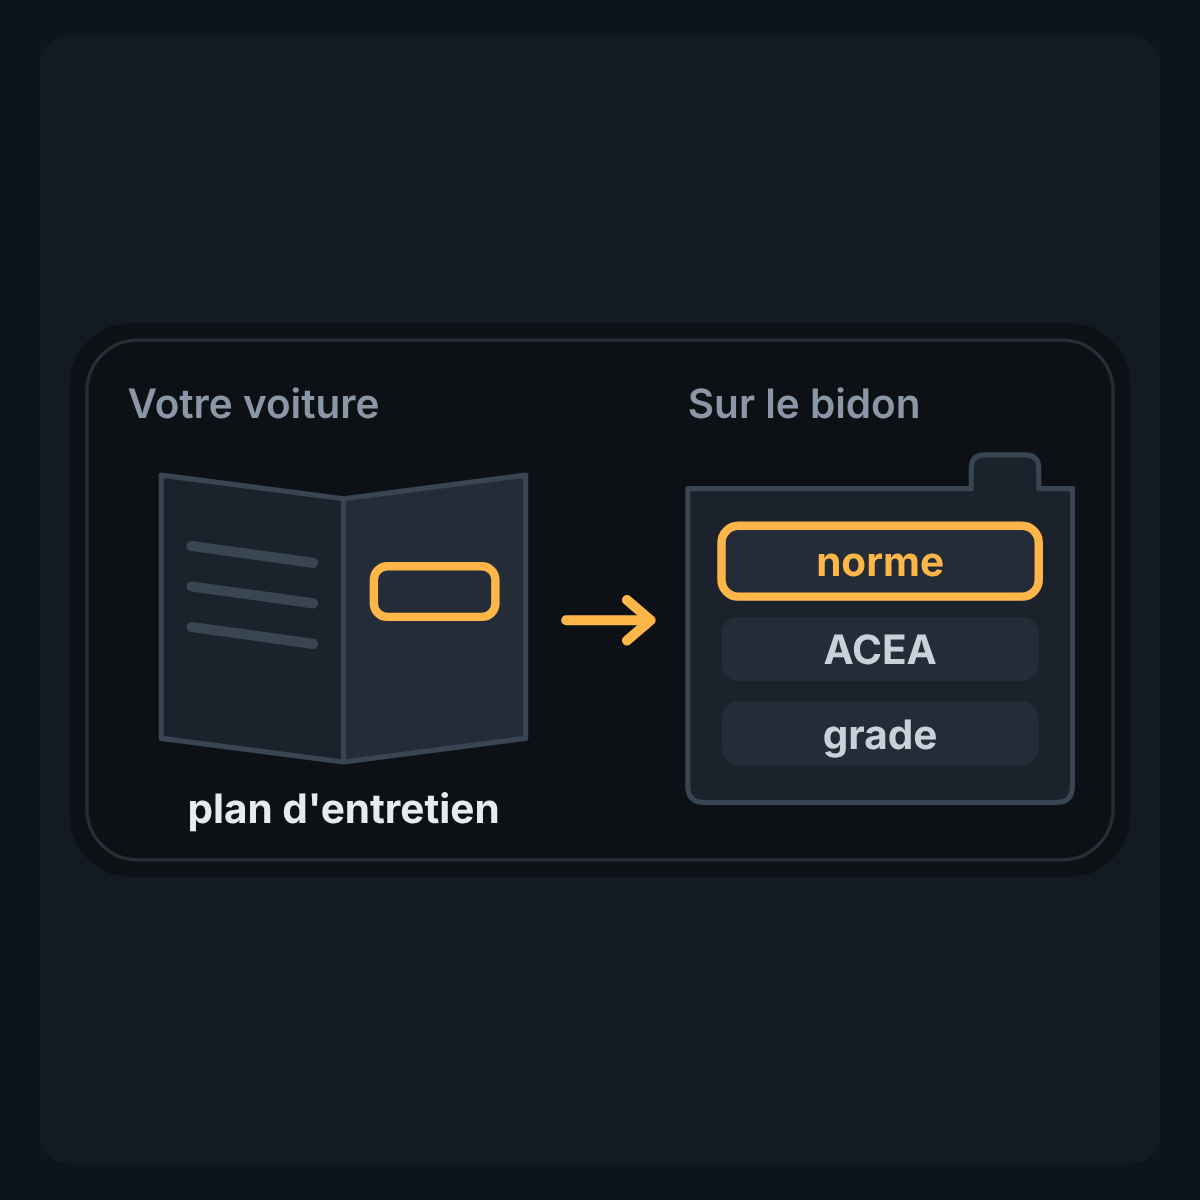 Votre voiture
plan d'entretien
Sur le bidon
norme
ACEA
grade